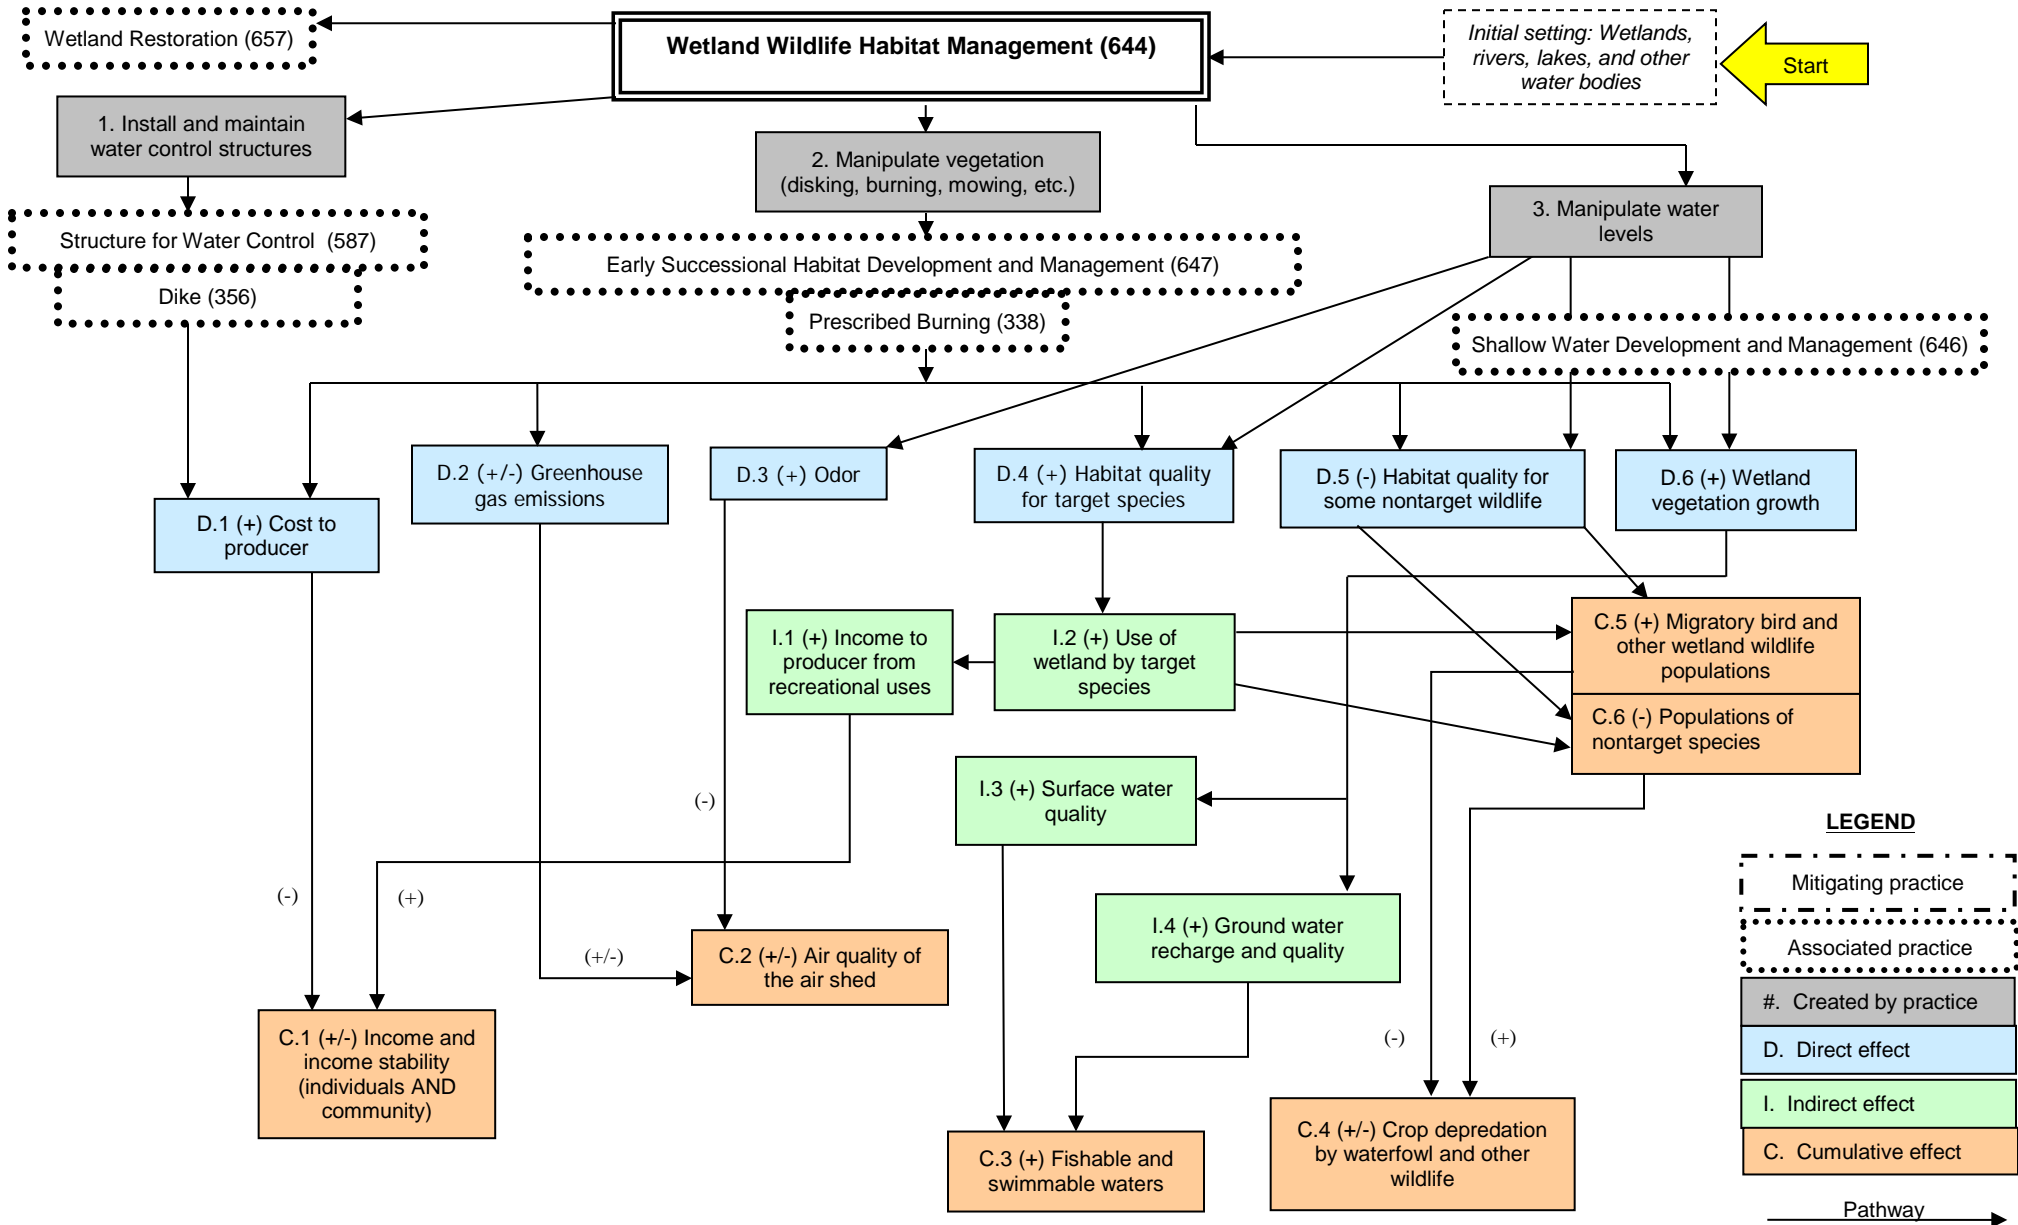 Wetland Restoration (657)
Wetland Wildlife Habitat Management (644)
Initial setting: Wetlands,
rivers, lakes, and other
water bodies
Start
1. Install and maintain
water control structures
2. Manipulate vegetation
(disking, burning, mowing, etc.)
3. Manipulate water
levels
Structure for Water Control (587)
Dike (356)
Early Successional Habitat Development and Management (647)
Prescribed Burning (338)
Shallow Water Development and Management (646)
D.1 (+) Cost to
producer
D.2 (+/-) Greenhouse
gas emissions
D.3 (+) Odor
D.4 (+) Habitat quality
for target species
D.5 (-) Habitat quality for
some nontarget wildlife
D.6 (+) Wetland
vegetation growth
I.1 (+) Income to
producer from
recreational uses
I.2 (+) Use of
wetland by target
species
C.5 (+) Migratory bird and
other wetland wildlife
populations
C.6 (-) Populations of
nontarget species
I.3 (+) Surface water
quality
(-)
I.4 (+) Ground water
recharge and quality
(-)
(+)
(+/-)
C.2 (+/-) Air quality of
the air shed
C.1 (+/-) Income and
income stability
(individuals AND
community)
(-)
(+)
C.3 (+) Fishable and
swimmable waters
C.4 (+/-) Crop depredation
by waterfowl and other
wildlife
LEGEND
Mitigating practice
Associated practice
#. Created by practice
D. Direct effect
I. Indirect effect
C. Cumulative effect
Pathway